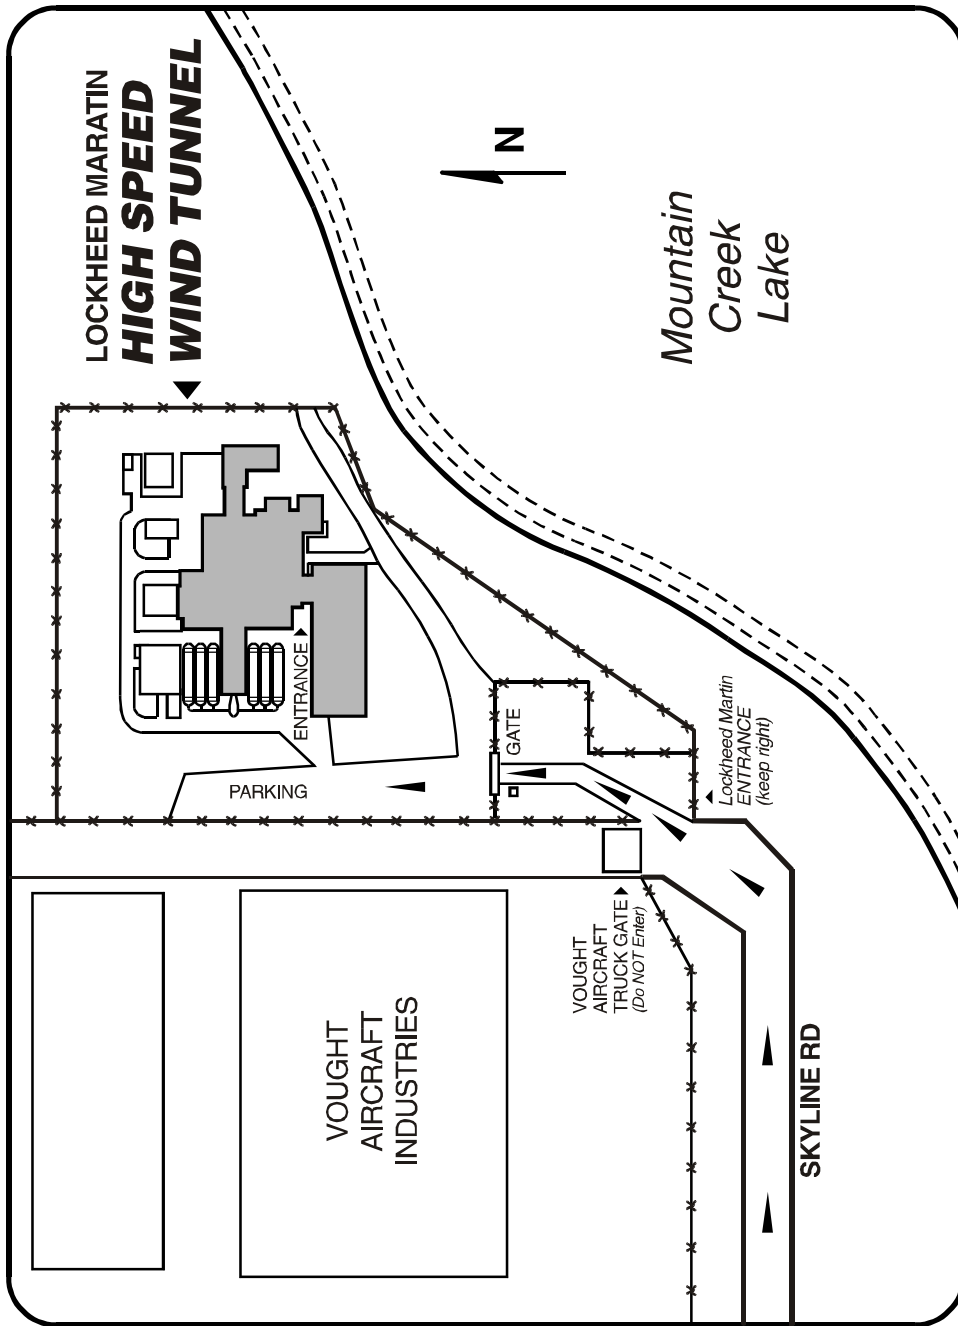 LOCKHEED MARATIN
HIGH SPEED
WIND TUNNEL
N
Mountain
Creek
Lake
ENTRANCE
PARKING
GATE
Lockheed Martin
ENTRANCE
(keep right)
VOUGHT
AIRCRAFT
TRUCK GATE
(Do NOT Enter)
VOUGHT
AIRCRAFT
INDUSTRIES
SKYLINE RD